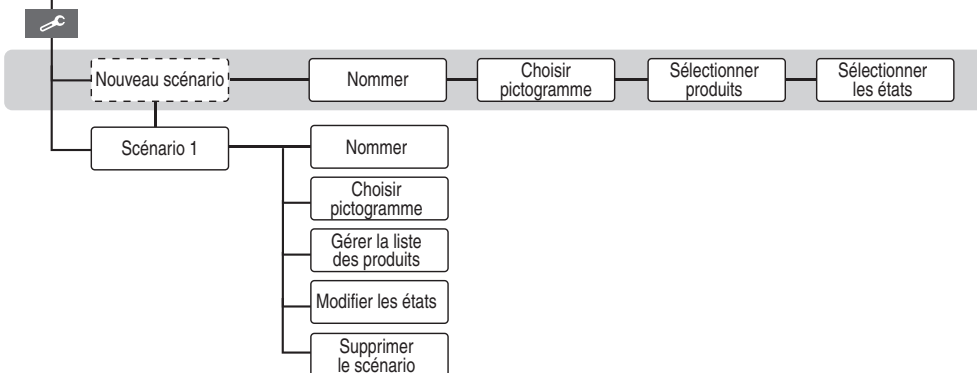 Nouveau scénario
Nommer
Choisir
pictogramme
Sélectionner
produits
Sélectionner
les états
Scénario 1
Nommer
Choisir
pictogramme
Gérer la liste
des produits
Modifier les états
Supprimer
le scénario